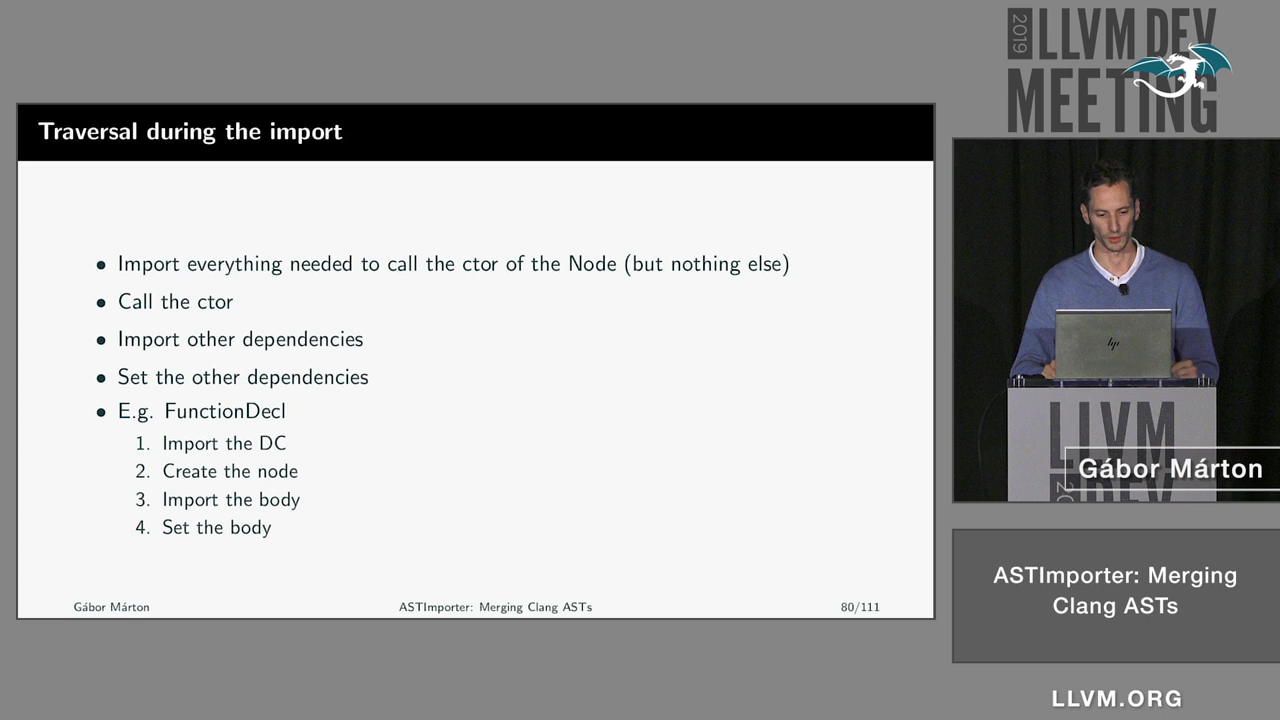 2019
LLVM DEV
MEETING
Traversal during the import
• Import everything needed to call the ctor of the Node (but nothing else)
• Call the ctor
• Import other dependencies
• Set the other dependencies
• E.g. FunctionDecl
1. Import the DC
2. Create the node
3. Import the body
4. Set the body
Gábor Márton
ASTImporter: Merging Clang ASTs
80/111
hp
LLVM
DEV
Gábor Márton
ASTImporter: Merging
Clang ASTs
LLVM.ORG